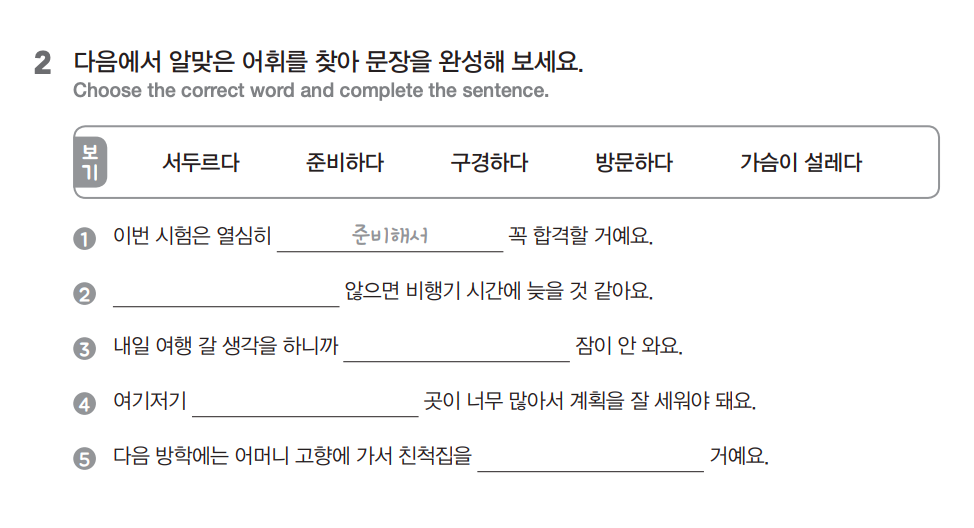 2 다음에서 알맞은 어휘를 찾아 문장을 완성해 보세요.
Choose the correct word and complete the sentence.
보기 서두르다 준비하다 구경하다 방문하다 가슴이 설레다
1 이번 시험은 열심히 준비해서 꼭 합격할 거예요.
2 ____________ 않으면 비행기 시간에 늦을 것 같아요.
3 내일 여행 갈 생각을 하니까 ____________ 잠이 안 와요.
4 여기저기 ____________ 곳이 너무 많아서 계획을 잘 세워야 돼요.
5 다음 방학에는 어머니 고향에 가서 친척집을 ____________ 거예요.